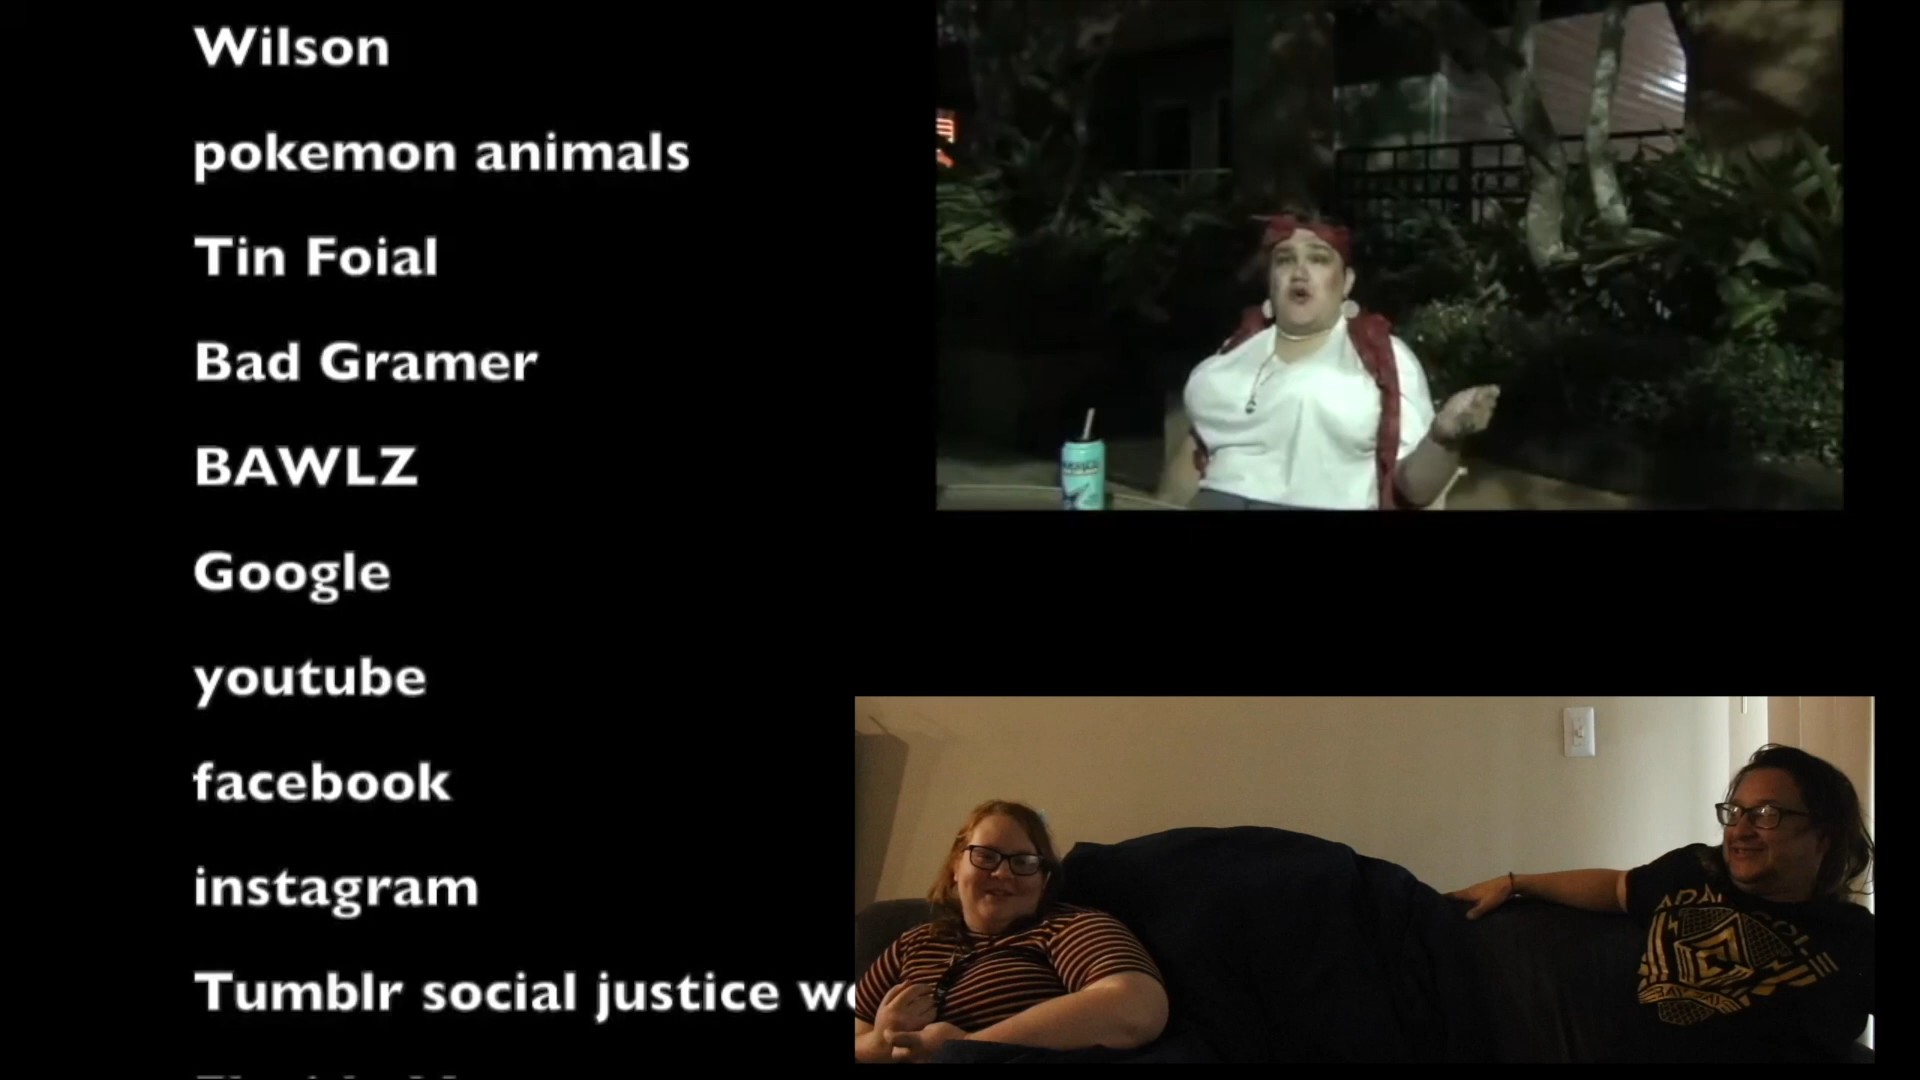 Wilson
pokemon animals
Tin Foial
Bad Gramer
BAWLZ
Google
youtube
facebook
instagram
Tumblr social justice